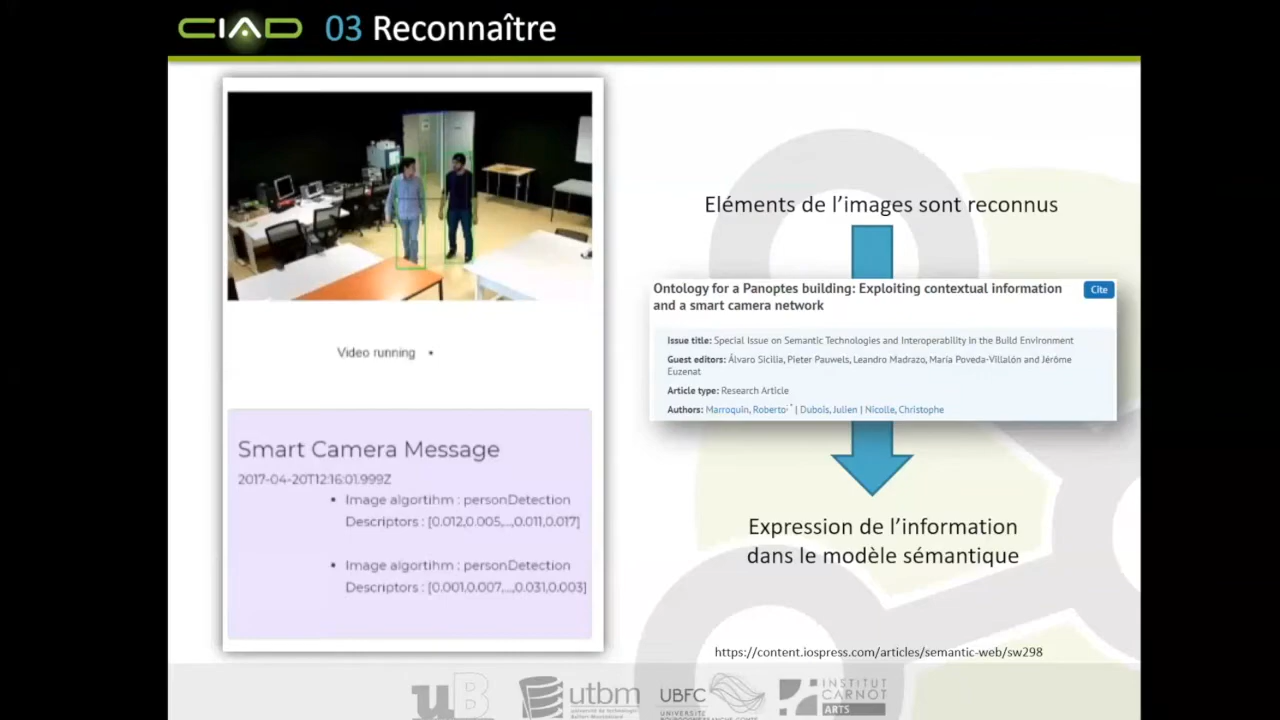 CIAD 03 Reconnaître
Video running
Smart Camera Message
2017-04-20T12:16:01.999Z
Image algortihm : personDetection
Descriptors : [0.012,0.005,...,0.011,0.017]
Image algortihm : personDetection
Descriptors : [0.001,0.007,...,0.031,0.003]
Eléments de l’images sont reconnus
Ontology for a Panoptes building: Exploiting contextual information
and a smart camera network
Cite
Issue title: Special Issue on Semantic Technologies and Interoperability in the Build Environment
Guest editors: Álvaro Sicilia, Pieter Pauwels, Leandro Madrazo, María Poveda-Villalón and Jérôme
Euzenat
Article type: Research Article
Authors: Marroquin, Roberto; * | Dubois, Julien | Nicolle, Christophe
Expression de l’information
dans le modèle sémantique
https://content.iospress.com/articles/semantic-web/sw298
uB
utbm
UBFC
INSTITUT
CARNOT
ARTS